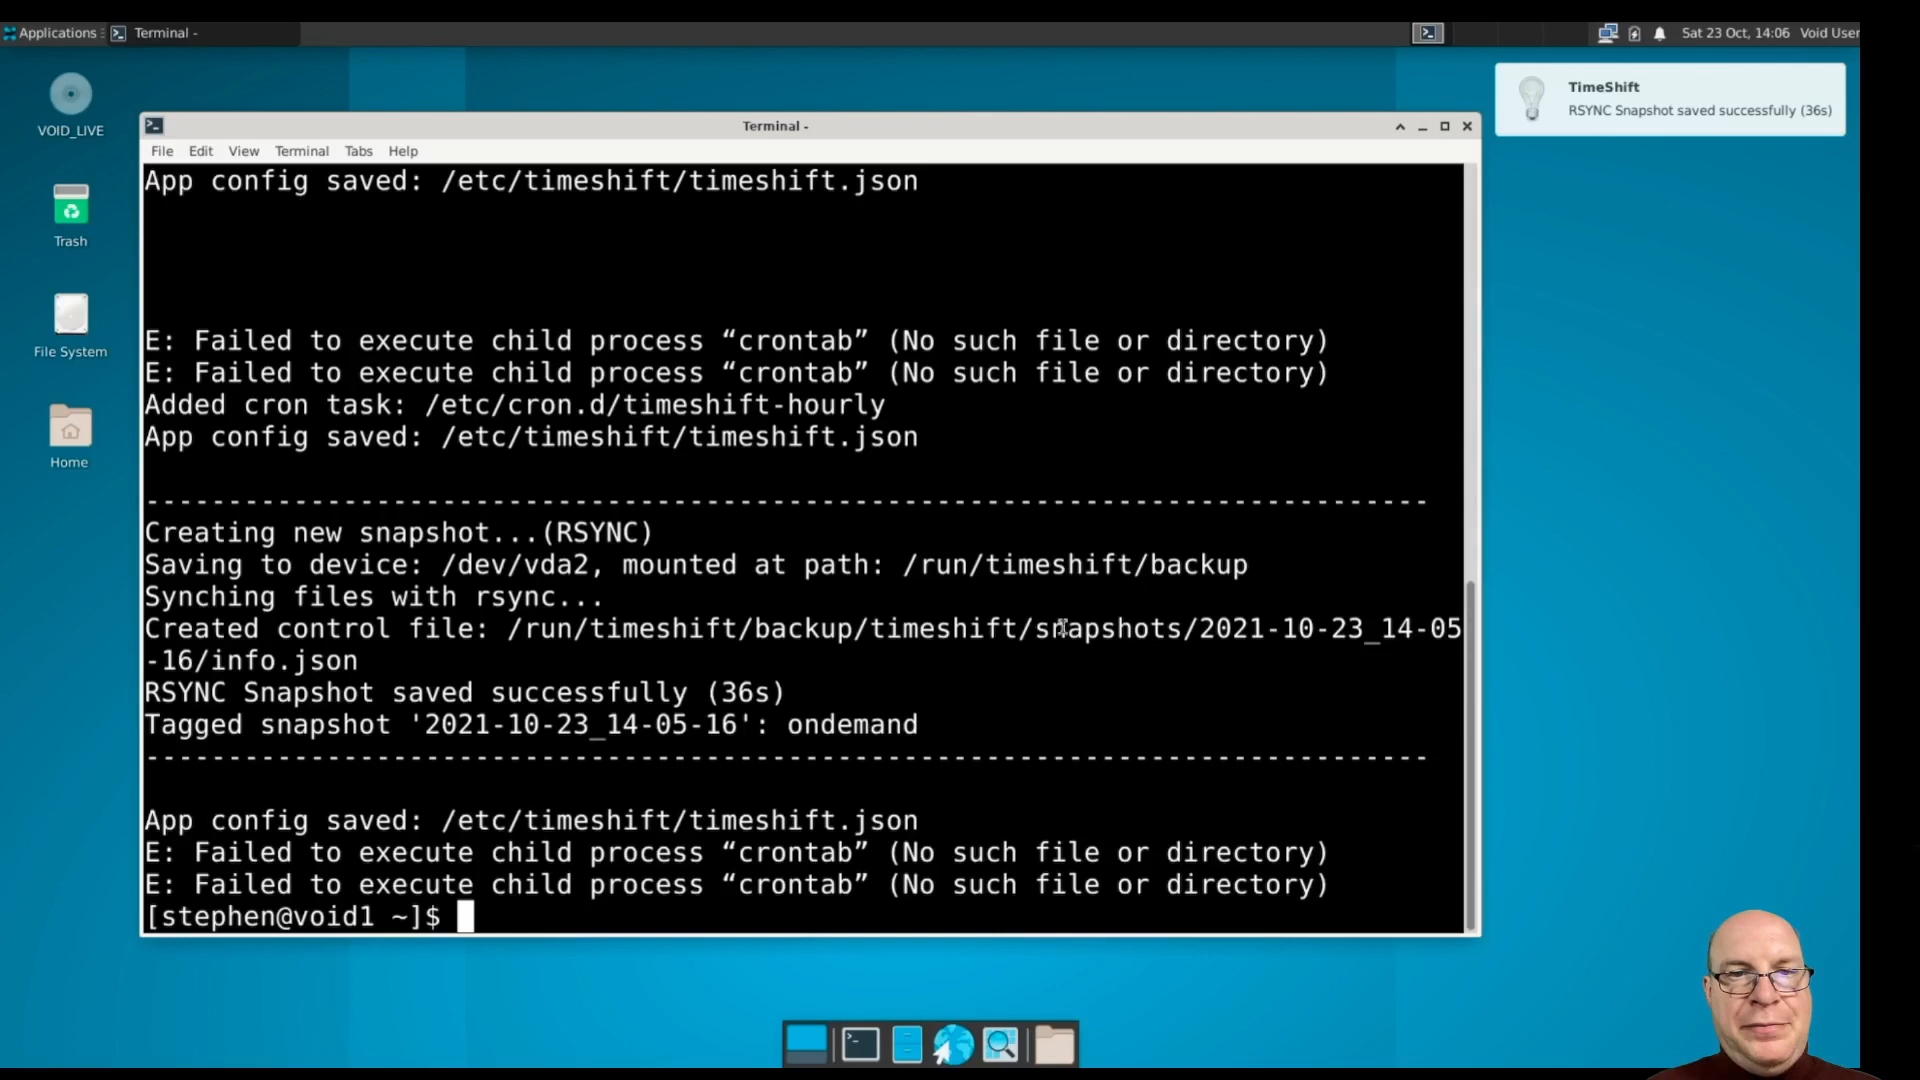 Applications
Terminal -
Sat 23 Oct, 14:06
Void User
VOID_LIVE
Trash
File System
Home
TimeShift
RSYNC Snapshot saved successfully (36s)
Terminal -
File Edit View Terminal Tabs Help
App config saved: /etc/timeshift/timeshift.json
E: Failed to execute child process “crontab” (No such file or directory)
E: Failed to execute child process “crontab” (No such file or directory)
Added cron task: /etc/cron.d/timeshift-hourly
App config saved: /etc/timeshift/timeshift.json
------------------------------------------------------------------------------
Creating new snapshot...(RSYNC)
Saving to device: /dev/vda2, mounted at path: /run/timeshift/backup
Synching files with rsync...
Created control file: /run/timeshift/backup/timeshift/snapshots/2021-10-23_14-05
-16/info.json
RSYNC Snapshot saved successfully (36s)
Tagged snapshot '2021-10-23_14-05-16': ondemand
------------------------------------------------------------------------------
App config saved: /etc/timeshift/timeshift.json
E: Failed to execute child process “crontab” (No such file or directory)
E: Failed to execute child process “crontab” (No such file or directory)
[stephen@void1 ~]$